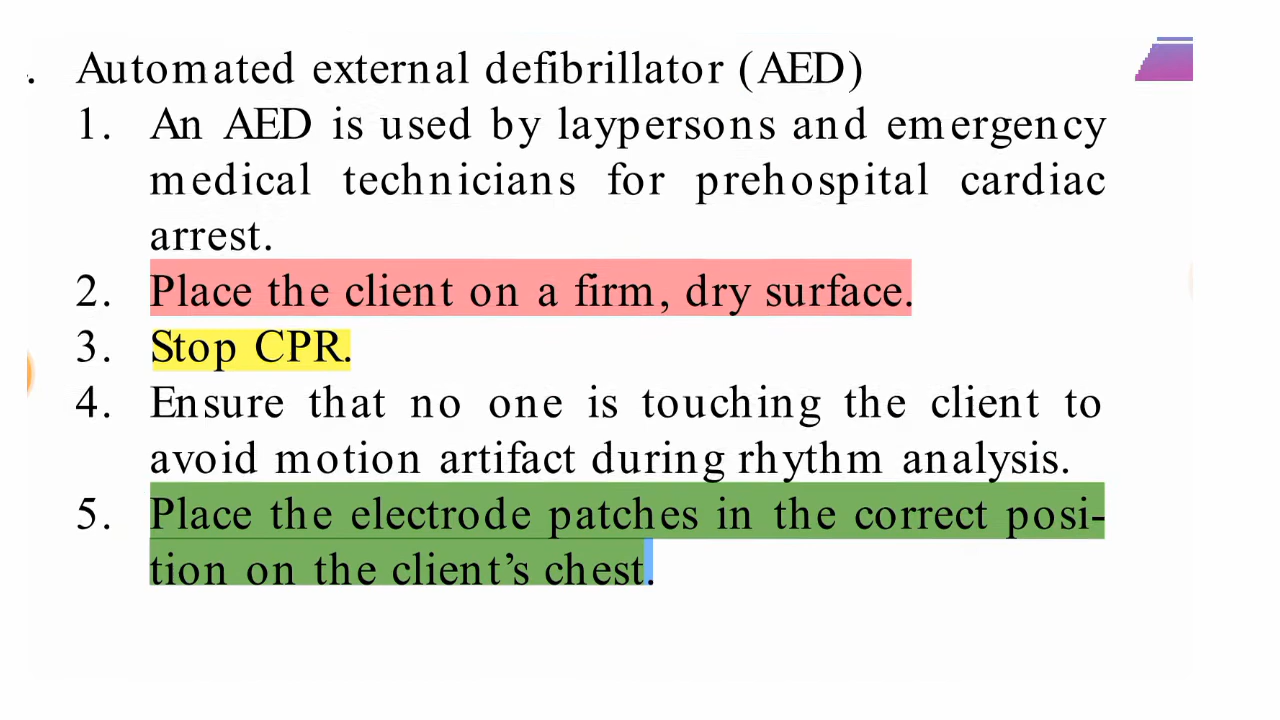 . Automated external defibrillator (AED)
1. An AED is used by laypersons and emergency
medical technicians for prehospital cardiac
arrest.
2. Place the client on a firm, dry surface.
3. Stop CPR.
4. Ensure that no one is touching the client to
avoid motion artifact during rhythm analysis.
5. Place the electrode patches in the correct posi-
tion on the client’s chest.